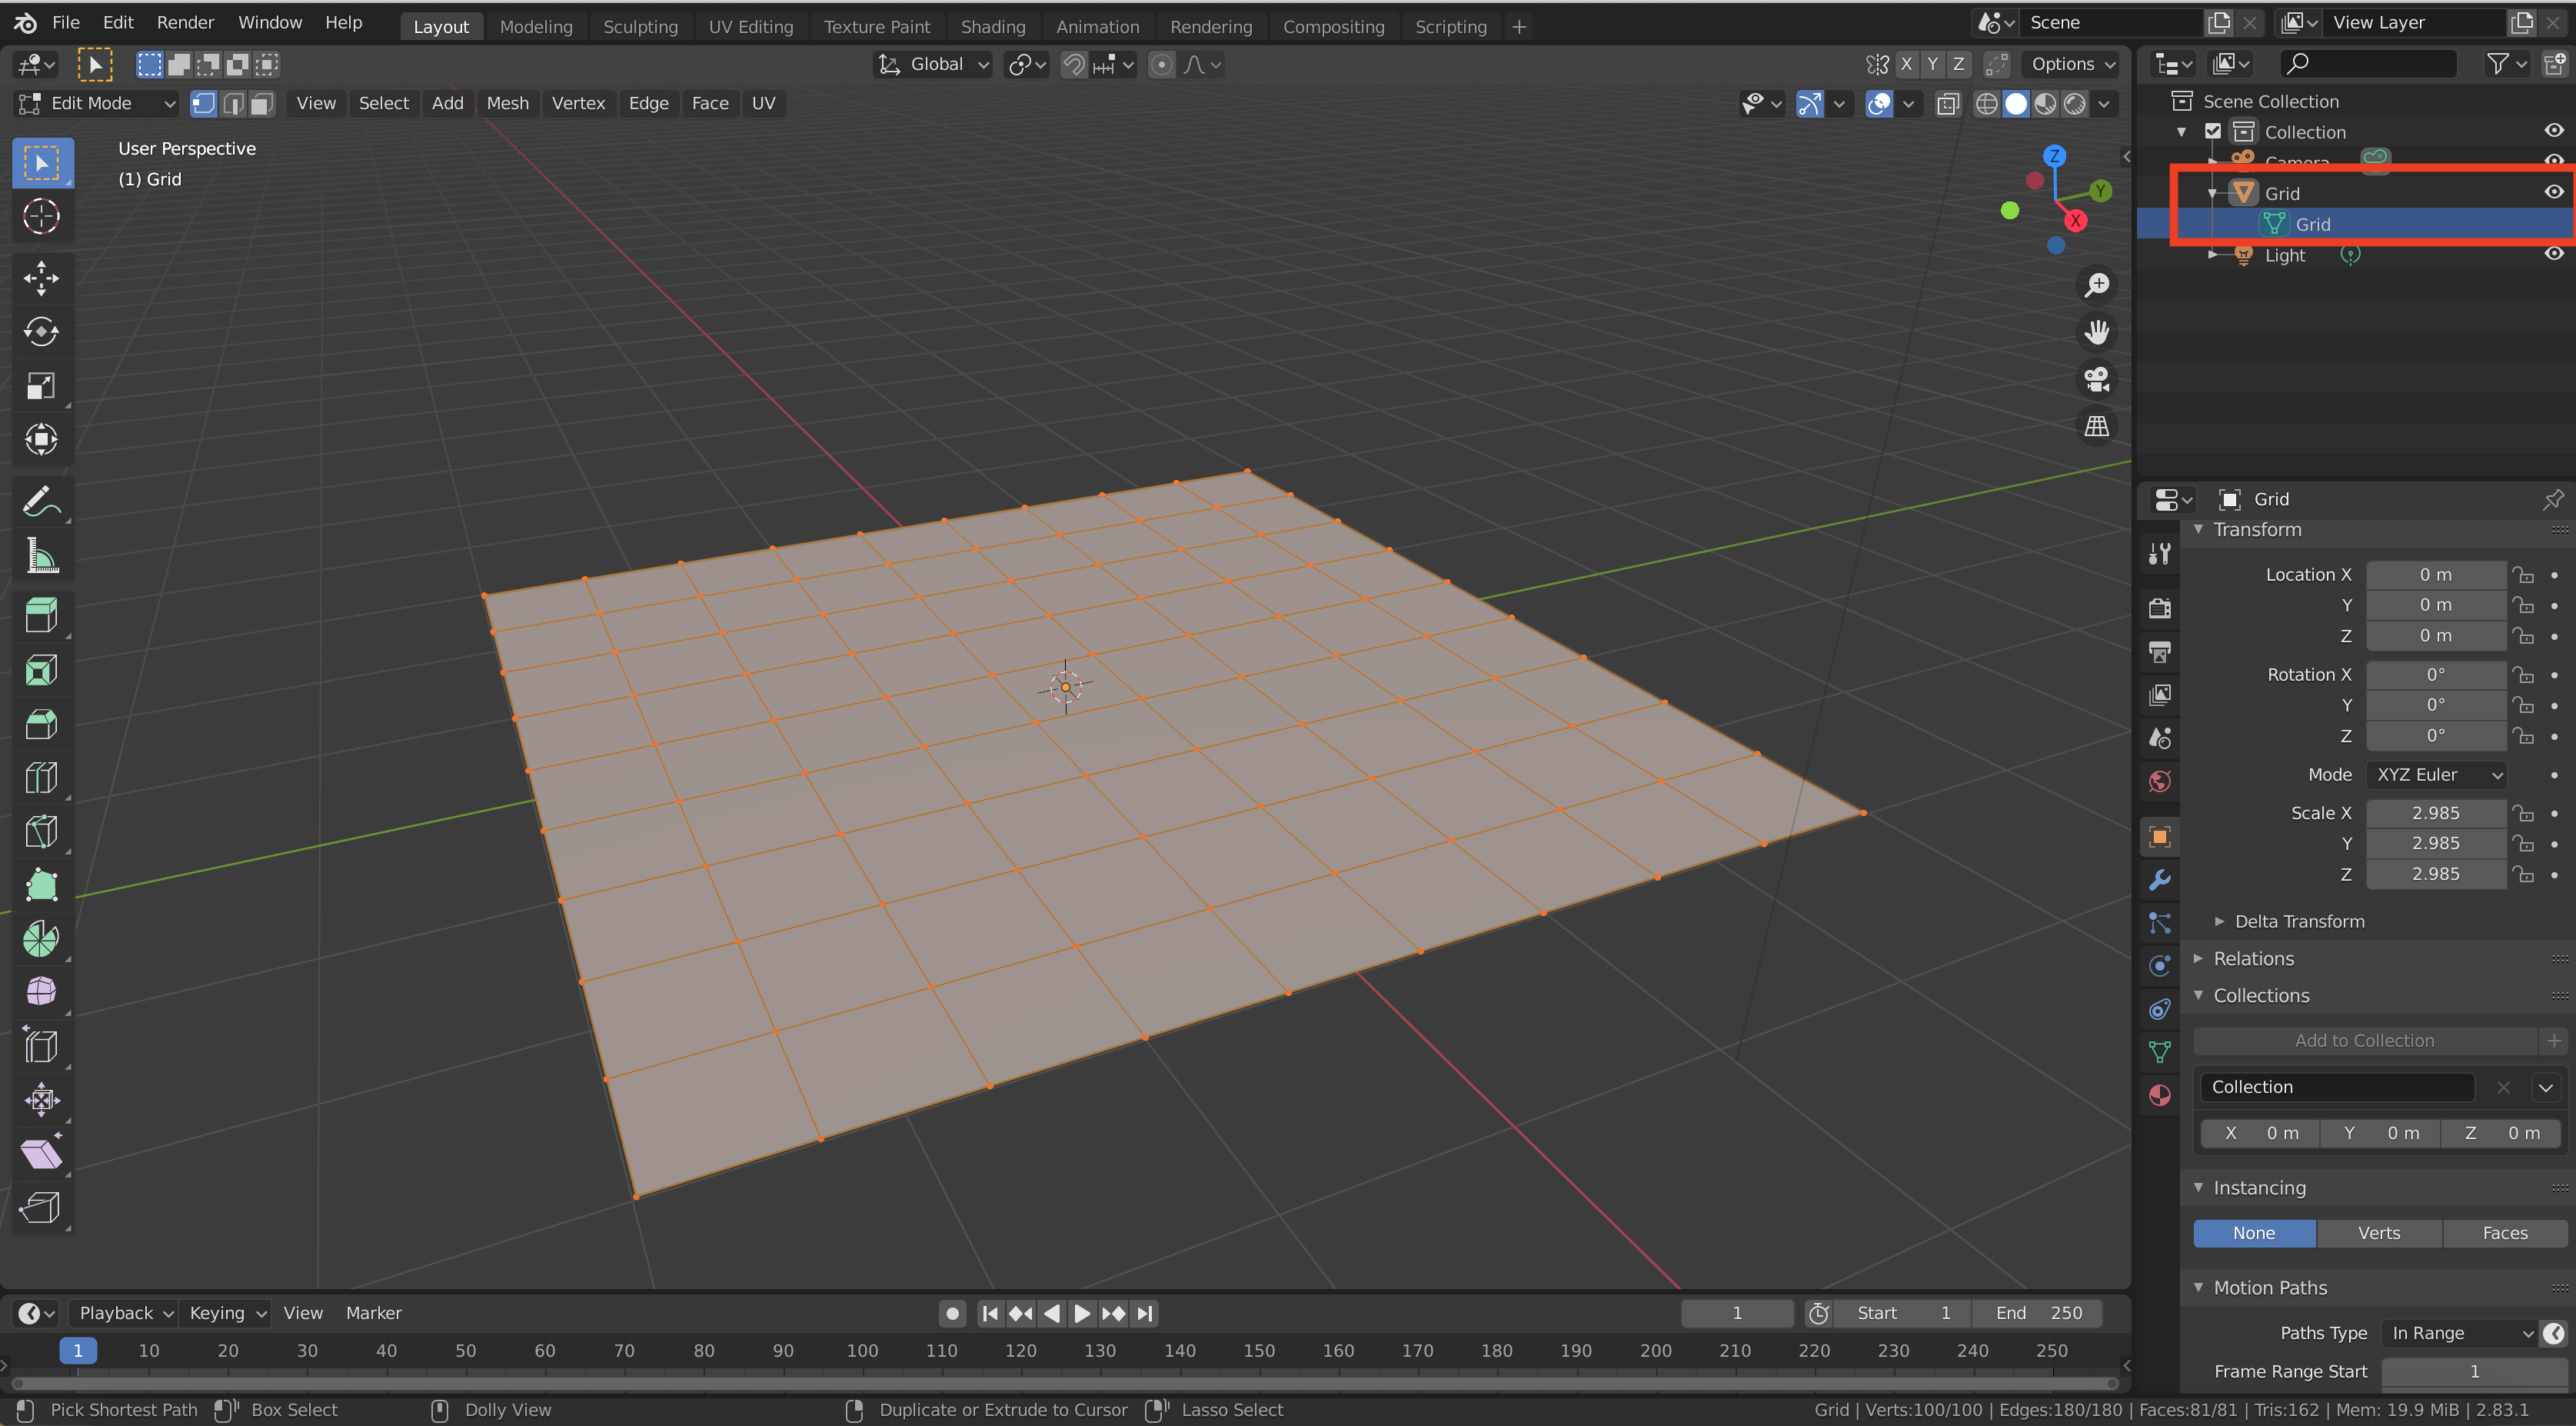 File Edit Render Window Help Layout Modeling Sculpting UV Editing Texture Paint Shading Animation Rendering Compositing Scripting + Scene View Layer
Global X Y Z Options
Edit Mode View Select Add Mesh Vertex Edge Face UV
User Perspective
(1) Grid
Z
Y
X
Scene Collection
Collection
Camera
Grid
Grid
Light
Grid
Transform
Location X 0 m
Y 0 m
Z 0 m
Rotation X 0°
Y 0°
Z 0°
Mode XYZ Euler
Scale X 2.985
Y 2.985
Z 2.985
Delta Transform
Relations
Collections
Add to Collection +
Collection
X 0 m Y 0 m Z 0 m
Instancing
None Verts Faces
Motion Paths
Paths Type In Range
Frame Range Start 1
Playback Keying View Marker 1 Start 1 End 250
1 10 20 30 40 50 60 70 80 90 100 110 120 130 140 150 160 170 180 190 200 210 220 230 240 250
Pick Shortest Path Box Select Dolly View Duplicate or Extrude to Cursor Lasso Select Grid | Verts:100/100 | Edges:180/180 | Faces:81/81 | Tris:162 | Mem: 19.9 MiB | 2.83.1